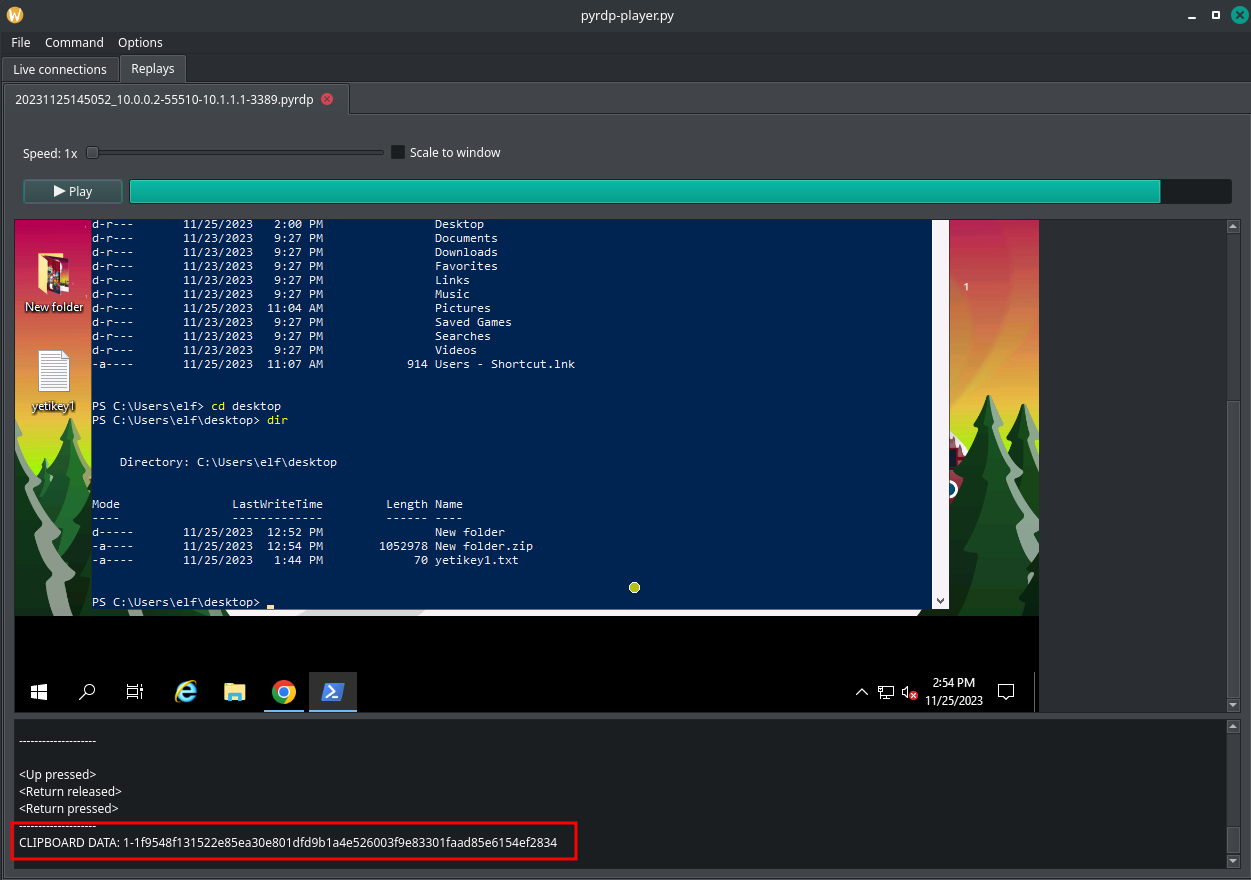 pyrdp-player.py
File Command Options
Live connections Replays
20231125145052_10.0.0.2-55510-10.1.1.1-3389.pyrdp
Speed: 1x Scale to window
Play
d-r--- 11/25/2023 2:00 PM Desktop
d-r--- 11/23/2023 9:27 PM Documents
d-r--- 11/23/2023 9:27 PM Downloads
d-r--- 11/23/2023 9:27 PM Favorites
d-r--- 11/23/2023 9:27 PM Links
d-r--- 11/23/2023 9:27 PM Music
d-r--- 11/25/2023 11:04 AM Pictures
d-r--- 11/23/2023 9:27 PM Saved Games
d-r--- 11/23/2023 9:27 PM Searches
d-r--- 11/23/2023 9:27 PM Videos
-a---- 11/25/2023 11:07 AM 914 Users - Shortcut.lnk
New folder
yetikey1
1
PS C:\Users\elf> cd desktop
PS C:\Users\elf\desktop> dir
Directory: C:\Users\elf\desktop
Mode LastWriteTime Length Name
---- ------------- ------ ----
d----- 11/25/2023 12:52 PM New folder
-a---- 11/25/2023 12:54 PM 1052978 New folder.zip
-a---- 11/25/2023 1:44 PM 70 yetikey1.txt
PS C:\Users\elf\desktop>
2:54 PM
11/25/2023
--------------------
<Up pressed>
<Return released>
<Return pressed>
--------------------
CLIPBOARD DATA: 1-1f9548f131522e85ea30e801dfd9b1a4e526003f9e83301faad85e6154ef2834